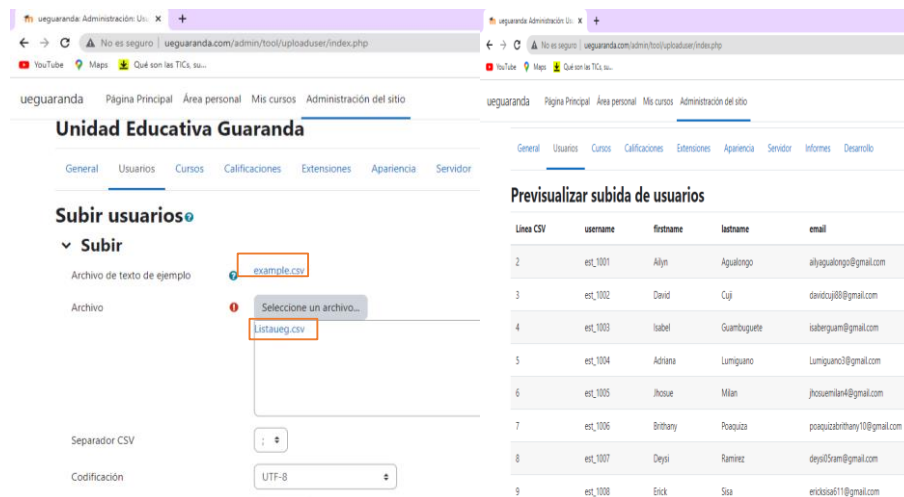 ueguaranda: Administración: Usu
No es seguro ueguaranda.com/admin/tool/uploaduser/index.php
YouTube Maps Qué son las TICs, su...
ueguaranda Página Principal Área personal Mis cursos Administración del sitio
Unidad Educativa Guaranda
General Usuarios Cursos Calificaciones Extensiones Apariencia Servidor
Subir usuarios
Subir
Archivo de texto de ejemplo example.csv
Archivo Seleccione un archivo...
Listaueg.csv
Separador CSV ;
Codificación UTF-8
ueguaranda: Administración: Us
No es seguro ueguaranda.com/admin/tool/uploaduser/index.php
YouTube Maps Qué son las TICs, su...
ueguaranda Página Principal Área personal Mis cursos Administración del sitio
General Usuarios Cursos Calificaciones Extensiones Apariencia Servidor Informes Desarrollo
Previsualizar subida de usuarios
Línea CSV username firstname lastname email
2 est_1001 Ailyn Agualongo ailyagualongo@gmail.com
3 est_1002 David Cuji davidcuji88@gmail.com
4 est_1003 Isabel Guambuguete isaberguam@gmail.com
5 est_1004 Adriana Lumiguano Lumiguano3@gmail.com
6 est_1005 Jhosue Milan jhosuemilan4@gmail.com
7 est_1006 Brithany Poaquiza poaquizabrithany10@gmail.com
8 est_1007 Deysi Ramirez deysi05ram@gmail.com
9 est_1008 Erick Sisa ericksisa611@gmail.com